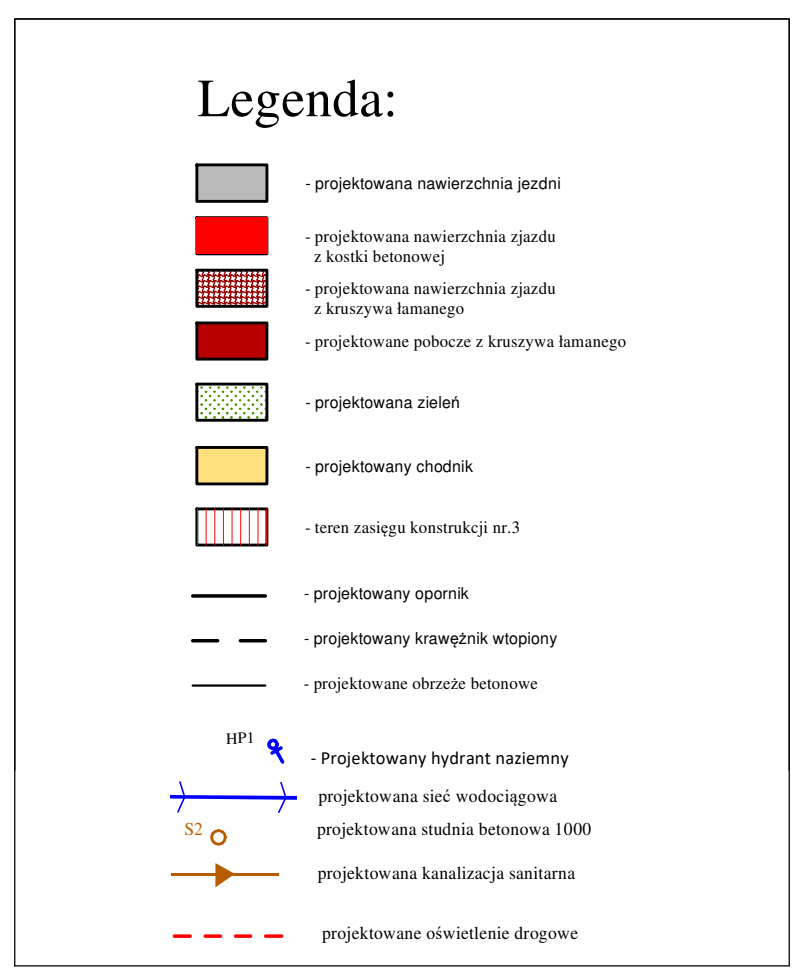 Legenda:
- projektowana nawierzchnia jezdni
- projektowana nawierzchnia zjazdu
z kostki betonowej
- projektowana nawierzchnia zjazdu
z kruszywa łamanego
- projektowane pobocze z kruszywa łamanego
- projektowana zieleń
- projektowany chodnik
- teren zasięgu konstrukcji nr.3
- projektowany opornik
- projektowany krawężnik wtopiony
- projektowane obrzeże betonowe
HP1
- Projektowany hydrant naziemny
projektowana sieć wodociągowa
S2 projektowana studnia betonowa 1000
projektowana kanalizacja sanitarna
projektowane oświetlenie drogowe